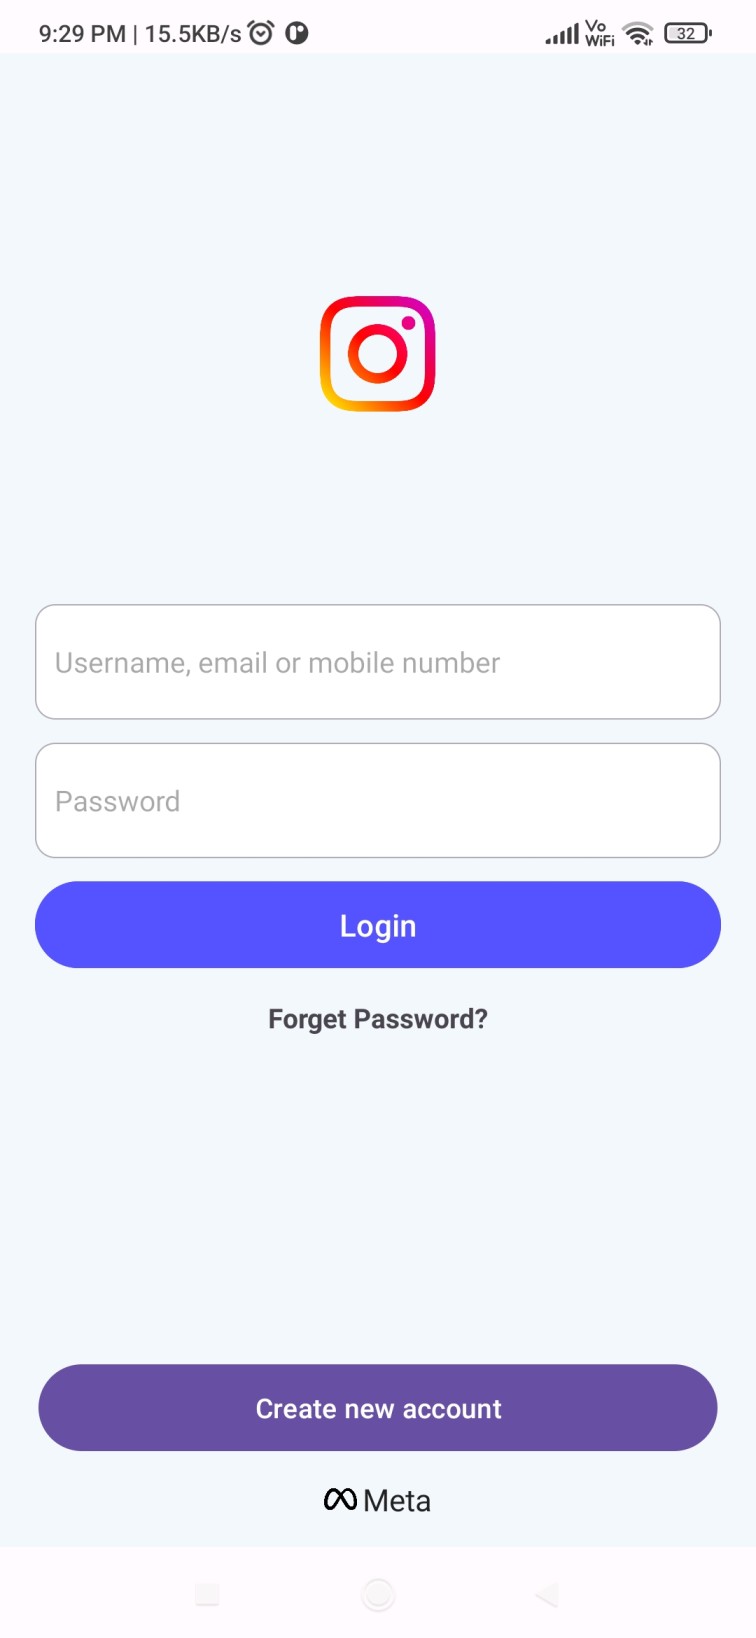 9:29 PM | 15.5KB/s
Vo
WiFi
32
Username, email or mobile number
Password
Login
Forget Password?
Create new account
Meta